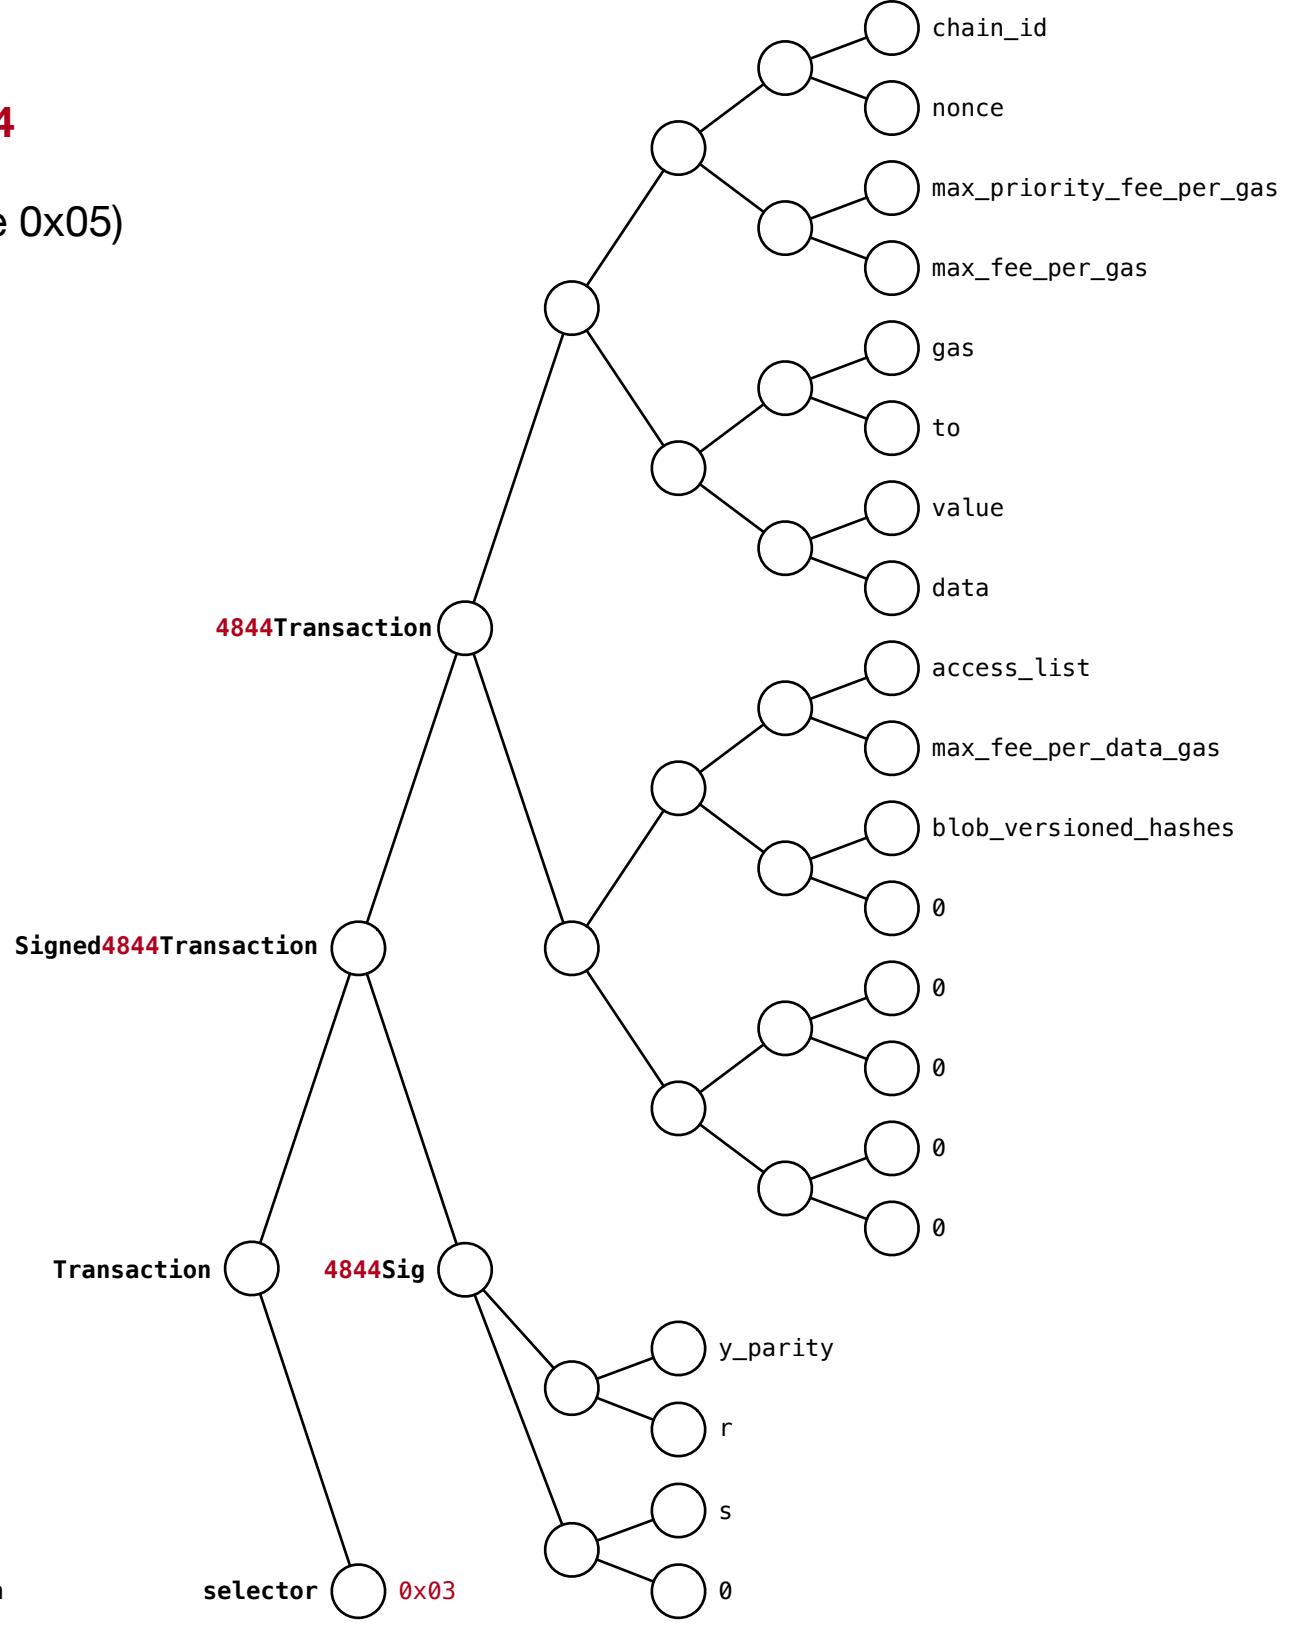 4
0x05)
chain_id
nonce
max_priority_fee_per_gas
max_fee_per_gas
gas
to
value
data
4844Transaction
access_list
max_fee_per_data_gas
blob_versioned_hashes
0
Signed4844Transaction
0
0
0
0
Transaction
4844Sig
y_parity
r
s
selector
0x03
0